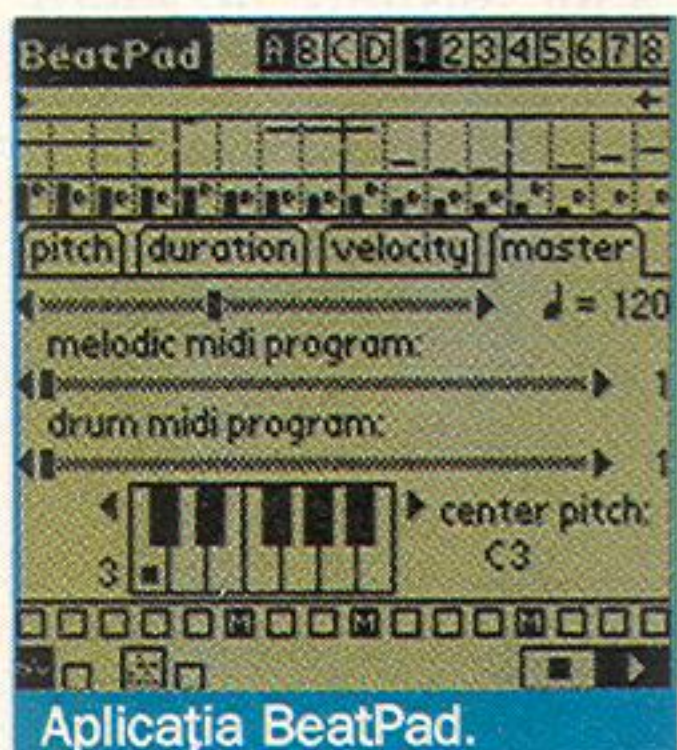 BeatPad A B C D 1 2 3 4 5 6 7 8
pitch duration velocity master
♩ = 120
melodic midi program:
1
drum midi program:
1
center pitch:
3 C3
M M M
Aplicația BeatPad.